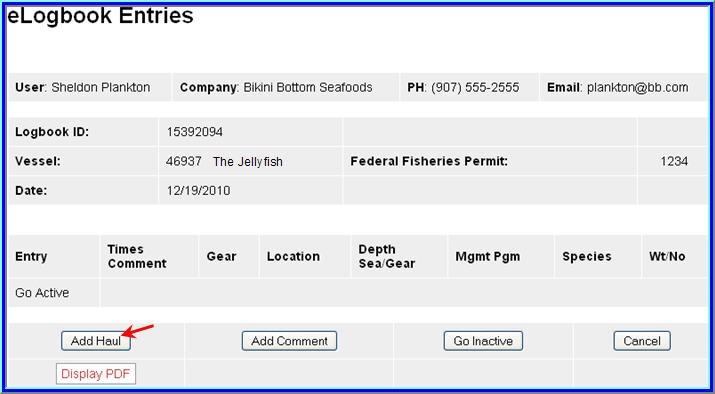 eLogbook Entries
User: Sheldon Plankton Company: Bikini Bottom Seafoods PH: (907) 555-2555 Email: plankton@bb.com
Logbook ID: 15392094
Vessel: 46937 The Jellyfish Federal Fisheries Permit: 1234
Date: 12/19/2010
Entry Times Comment Gear Location Depth Sea/Gear Mgmt Pgm Species Wt/No
Go Active
Add Haul Add Comment Go Inactive Cancel
Display PDF